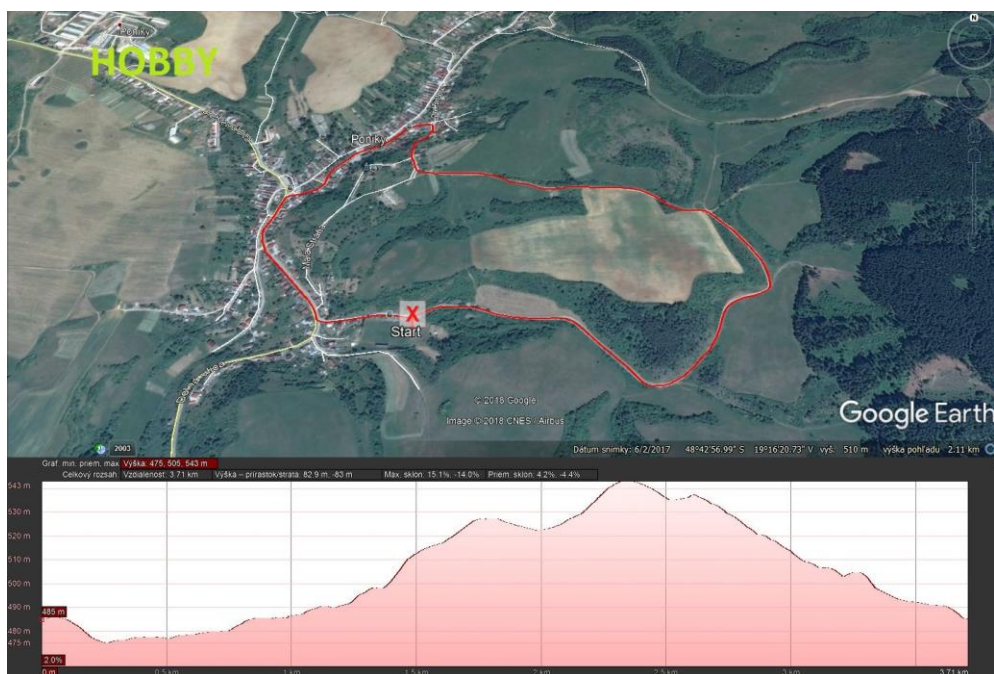 N
Poniky
HOBBY
Poniky
Malá Stráň
X
Start
© 2018 Google
Image © 2018 CNES / Airbus
Google Earth
2003
Dátum snímky: 6/2/2017 48°42'56.99" S 19°16'20.73" V výš. 510 m výška pohľadu 2.11 km
Graf: min, priem, max Výška: 475, 505, 543 m
Celkový rozsah: Vzdialenosť: 3.71 km Výška – prírastok/strata: 82.9 m, -83 m Max. sklon: 15.1%, -14.0% Priem. sklon: 4.2%, -4.4%
543 m
530 m
520 m
510 m
500 m
490 m
485 m
480 m
475 m
2.0%
0 m 0.5 km 1 km 1.5 km 2 km 2.5 km 3 km 3.71 km